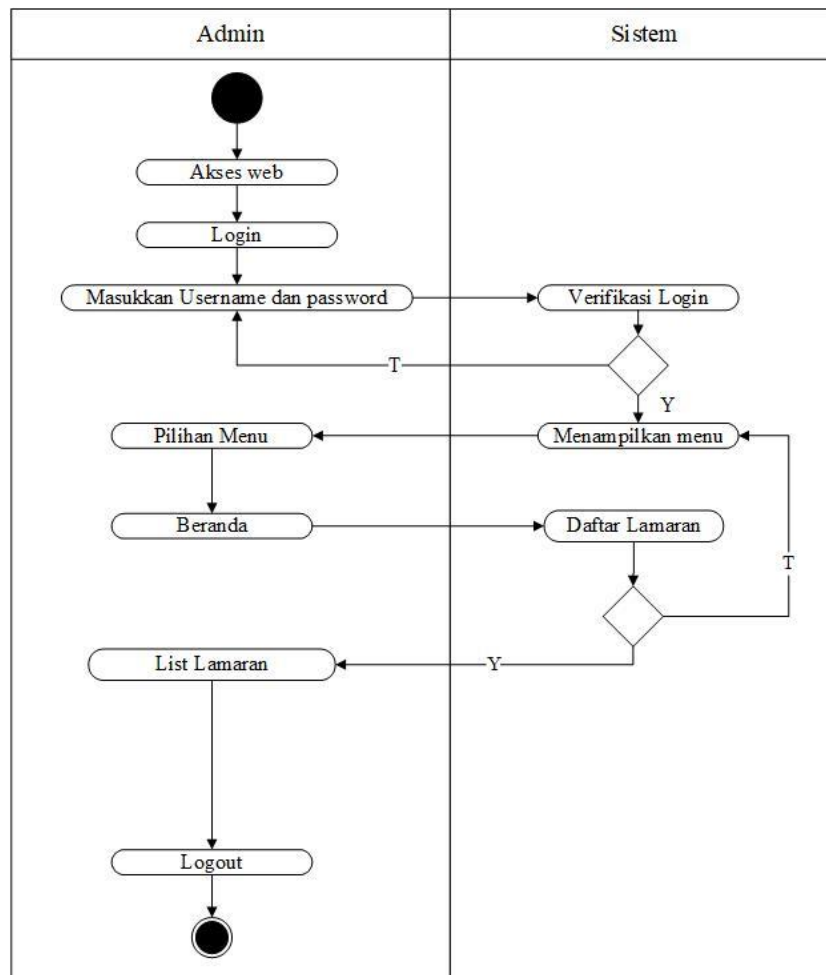 Admin
Sistem
Akses web
Login
Masukkan Username dan password
Verifikasi Login
T
Y
Pilihan Menu
Menampilkan menu
Beranda
Daftar Lamaran
T
List Lamaran
Y
Logout